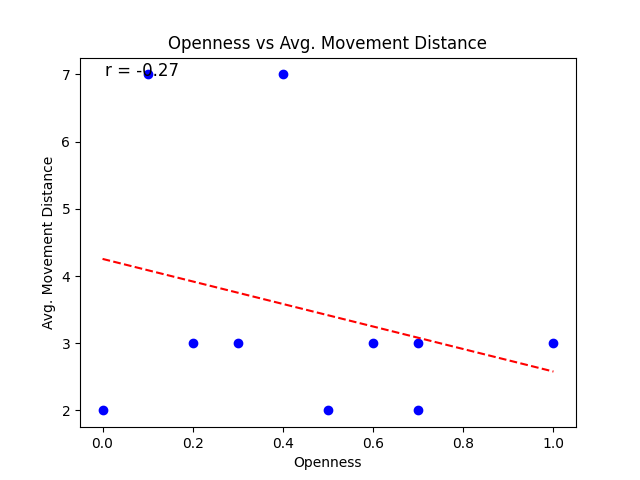 Openness vs Avg. Movement Distance
r = -0.27
7
6
5
4
3
2
Avg. Movement Distance
0.0 0.2 0.4 0.6 0.8 1.0
Openness